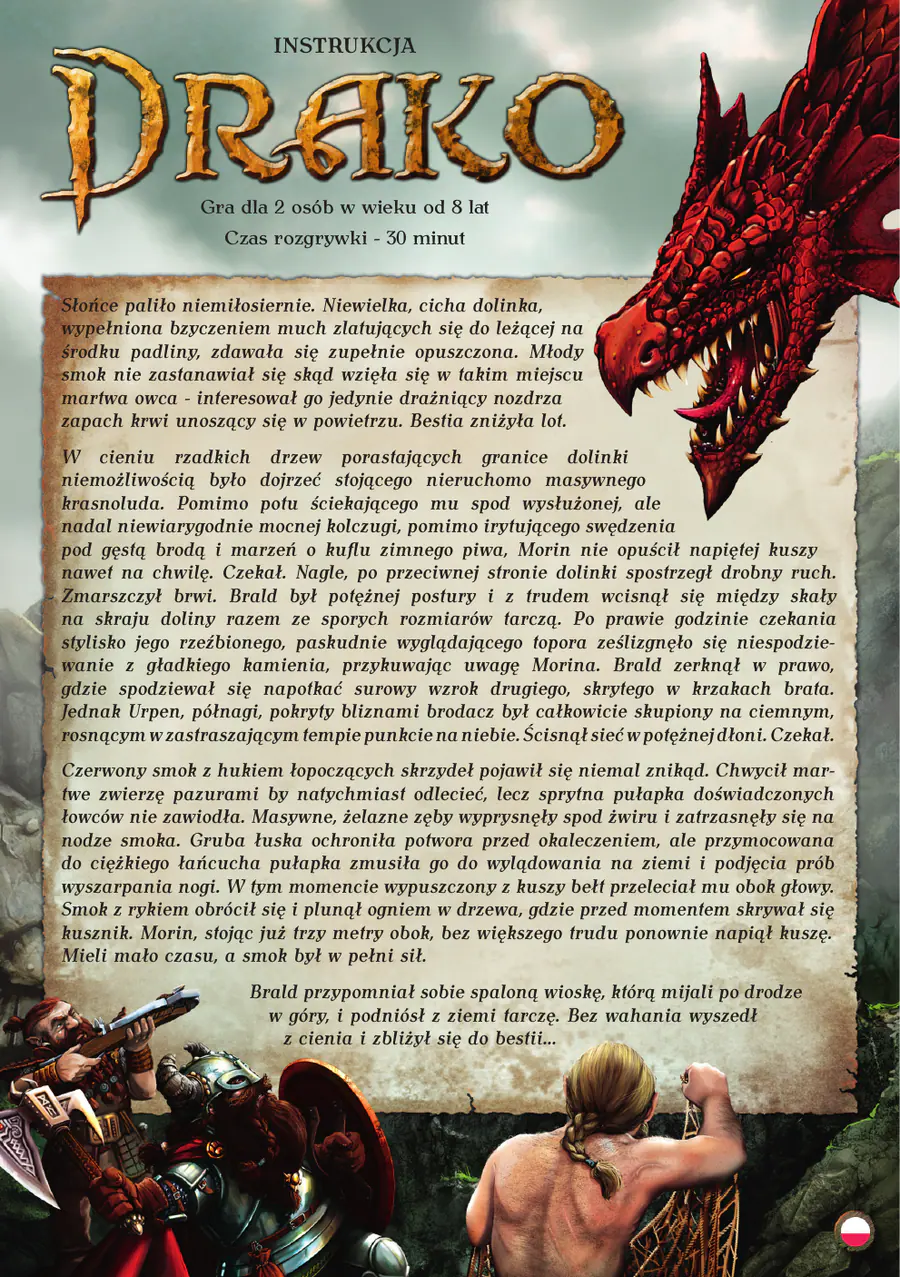 INSTRUKCJA
DRAKO
Gra dla 2 osób w wieku od 8 lat
Czas rozgrywki - 30 minut
Słońce paliło niemiłosiernie. Niewielka, cicha dolinka,
wypełniona bzyczeniem much zlatujących się do leżącej na
środku padliny, zdawała się zupełnie opuszczona. Młody
smok nie zastanawiał się skąd wzięła się w takim miejscu
martwa owca - interesował go jedynie drażniący nozdrza
zapach krwi unoszący się w powietrzu. Bestia zniżyła lot.
W cieniu rzadkich drzew porastających granice dolinki
niemożliwością było dojrzeć stojącego nieruchomo masywnego
krasnoluda. Pomimo potu ściekającego mu spod wysłużonej, ale
nadal niewiarygodnie mocnej kolczugi, pomimo irytującego swędzenia
pod gęstą brodą i marzeń o kuflu zimnego piwa, Morin nie opuścił napiętej kuszy
nawet na chwilę. Czekał. Nagle, po przeciwnej stronie dolinki spostrzegł drobny ruch.
Zmarszczył brwi. Brald był potężnej postury i z trudem wcisnął się między skały
na skraju doliny razem ze sporych rozmiarów tarczą. Po prawie godzinie czekania
stylisko jego rzeźbionego, paskudnie wyglądającego topora ześlizgnęło się niespodzie-
wanie z gładkiego kamienia, przykuwając uwagę Morina. Brald zerknął w prawo,
gdzie spodziewał się napotkać surowy wzrok drugiego, skrytego w krzakach brata.
Jednak Urpen, półnagi, pokryty bliznami brodacz był całkowicie skupiony na ciemnym,
rosnącym w zastraszającym tempie punkcie na niebie. Ścisnął sieć w potężnej dłoni. Czekał.
Czerwony smok z hukiem łopoczących skrzydeł pojawił się niemal znikąd. Chwycił mar-
twe zwierzę pazurami by natychmiast odlecieć, lecz sprytna pułapka doświadczonych
łowców nie zawiodła. Masywne, żelazne zęby wyprysnęły spod żwiru i zatrzasnęły się na
nodze smoka. Gruba łuska ochroniła potwora przed okaleczeniem, ale przymocowana
do ciężkiego łańcucha pułapka zmusiła go do wylądowania na ziemi i podjęcia prób
wyszarpania nogi. W tym momencie wypuszczony z kuszy bełt przeleciał mu obok głowy.
Smok z rykiem obrócił się i plunął ogniem w drzewa, gdzie przed momentem skrywał się
kusznik. Morin, stojąc już trzy metry obok, bez większego trudu ponownie napiął kuszę.
Mieli mało czasu, a smok był w pełni sił.
Brald przypomniał sobie spaloną wioskę, którą mijali po drodze
w góry, i podniósł z ziemi tarczę. Bez wahania wyszedł
z cienia i zbliżył się do bestii...